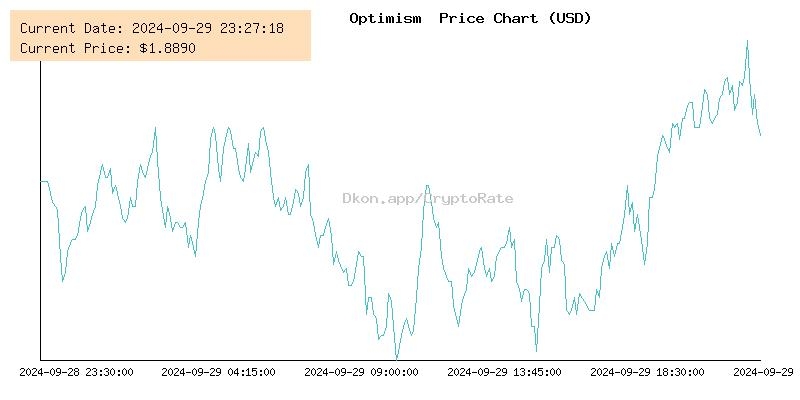 Optimism  Price Chart (USD)
Current Date: 2024-09-29 23:27:18
Current Price: $1.8890
Dkon.app/CryptoRate
2024-09-28 23:30:00 2024-09-29 04:15:00 2024-09-29 09:00:00 2024-09-29 13:45:00 2024-09-29 18:30:00 2024-09-29